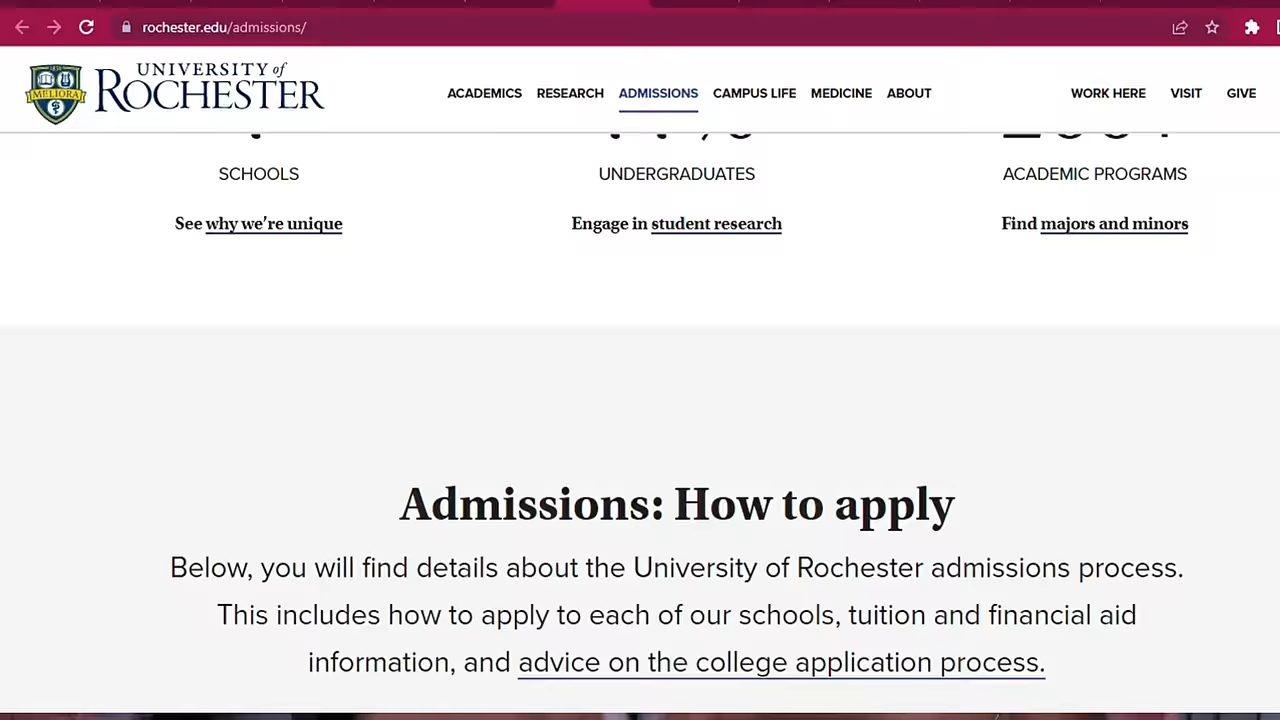 rochester.edu/admissions/
UNIVERSITY of
ROCHESTER
MELIORA
ACADEMICS RESEARCH ADMISSIONS CAMPUS LIFE MEDICINE ABOUT
WORK HERE VISIT GIVE
SCHOOLS UNDERGRADUATES ACADEMIC PROGRAMS
See why we're unique Engage in student research Find majors and minors
Admissions: How to apply
Below, you will find details about the University of Rochester admissions process.
This includes how to apply to each of our schools, tuition and financial aid
information, and advice on the college application process.